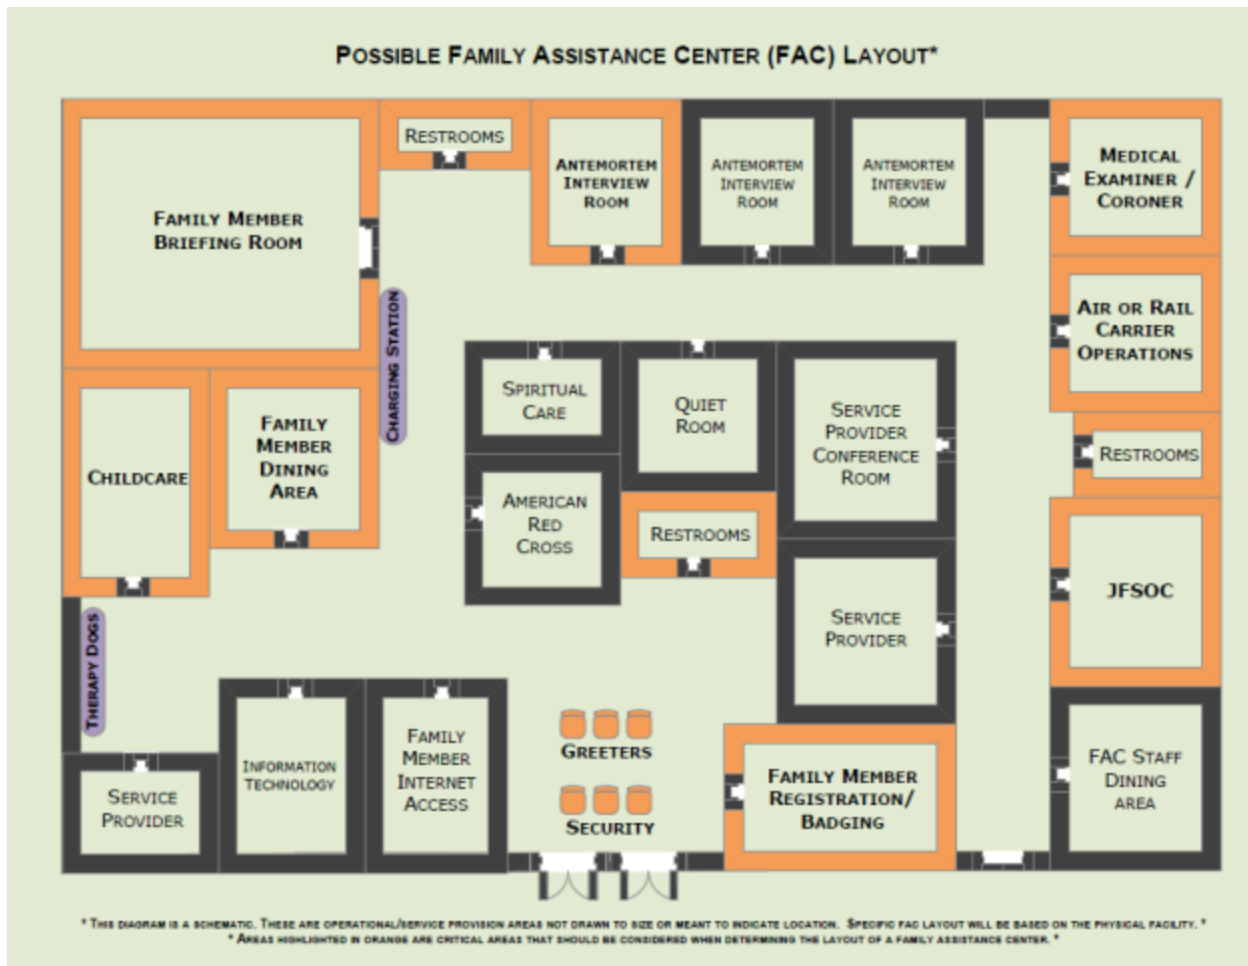 POSSIBLE FAMILY ASSISTANCE CENTER (FAC) LAYOUT*
RESTROOMS
ANTEMORTEM
INTERVIEW
ROOM
ANTEMORTEM
INTERVIEW
ROOM
ANTEMORTEM
INTERVIEW
ROOM
MEDICAL
EXAMINER /
CORONER
FAMILY MEMBER
BRIEFING ROOM
AIR OR RAIL
CARRIER
OPERATIONS
CHARGING STATION
SPIRITUAL
CARE
QUIET
ROOM
SERVICE
PROVIDER
CONFERENCE
ROOM
RESTROOMS
CHILDCARE
FAMILY
MEMBER
DINING
AREA
AMERICAN
RED
CROSS
RESTROOMS
JFSOC
SERVICE
PROVIDER
THERAPY DOGS
INFORMATION
TECHNOLOGY
FAMILY
MEMBER
INTERNET
ACCESS
GREETERS
SECURITY
FAMILY MEMBER
REGISTRATION/
BADGING
FAC STAFF
DINING
AREA
SERVICE
PROVIDER
* THIS DIAGRAM IS A SCHEMATIC. THESE ARE OPERATIONAL/SERVICE PROVISION AREAS NOT DRAWN TO SIZE OR MEANT TO INDICATE LOCATION. SPECIFIC FAC LAYOUT WILL BE BASED ON THE PHYSICAL FACILITY. *
* AREAS HIGHLIGHTED IN ORANGE ARE CRITICAL AREAS THAT SHOULD BE CONSIDERED WHEN DETERMINING THE LAYOUT OF A FAMILY ASSISTANCE CENTER. *